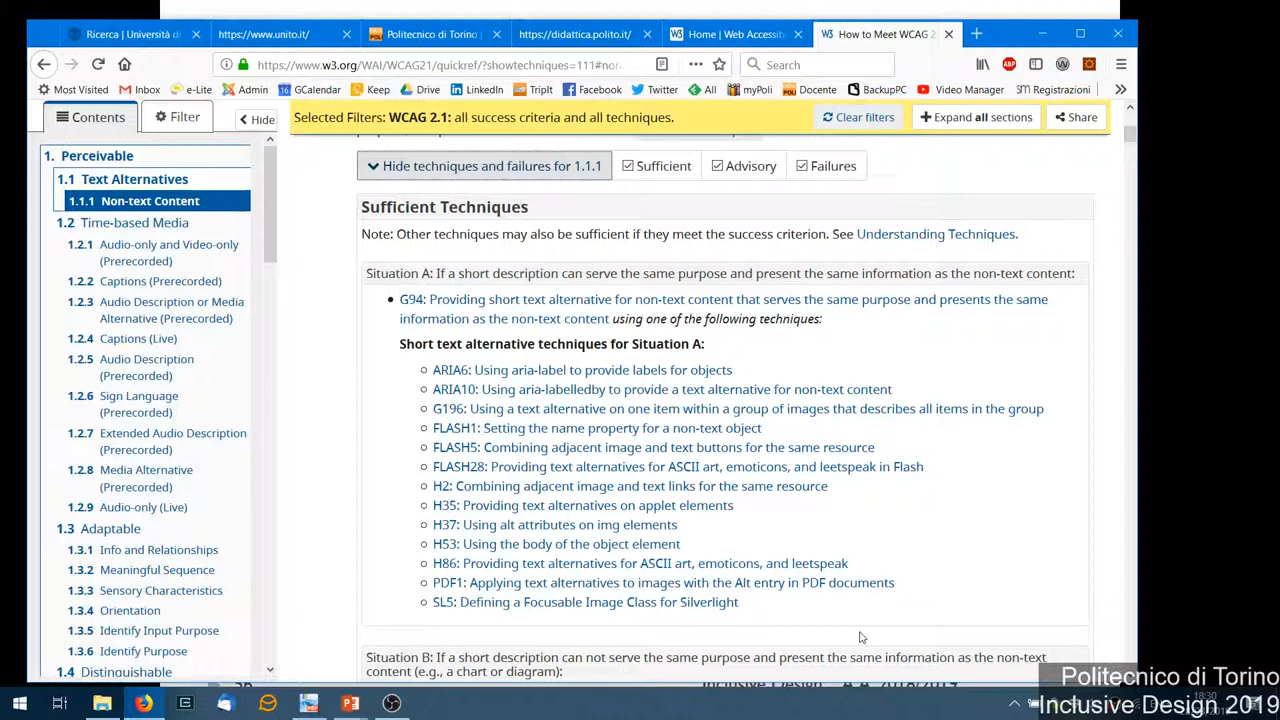 Ricerca | Università d
https://www.unito.it/
Politecnico di Torino
https://didattica.polito.it/
Home | Web Accessib
How to Meet WCAG 2.
https://www.w3.org/WAI/WCAG21/quickref/?showtechniques=111#no
Search
Most Visited
Inbox
e-Lite
Admin
GCalendar
Keep
Drive
LinkedIn
TripIt
Facebook
Twitter
All
myPoli
Docente
BackupPC
Video Manager
SM Registrazioni
Contents
Filter
Hide
Selected Filters: WCAG 2.1: all success criteria and all techniques.
Clear filters
Expand all sections
Share
1. Perceivable
1.1 Text Alternatives
1.1.1 Non-text Content
1.2 Time-based Media
1.2.1 Audio-only and Video-only
(Prerecorded)
1.2.2 Captions (Prerecorded)
1.2.3 Audio Description or Media
Alternative (Prerecorded)
1.2.4 Captions (Live)
1.2.5 Audio Description
(Prerecorded)
1.2.6 Sign Language
(Prerecorded)
1.2.7 Extended Audio Description
(Prerecorded)
1.2.8 Media Alternative
(Prerecorded)
1.2.9 Audio-only (Live)
1.3 Adaptable
1.3.1 Info and Relationships
1.3.2 Meaningful Sequence
1.3.3 Sensory Characteristics
1.3.4 Orientation
1.3.5 Identify Input Purpose
1.3.6 Identify Purpose
1.4 Distinguishable
Hide techniques and failures for 1.1.1
Sufficient
Advisory
Failures
Sufficient Techniques
Note: Other techniques may also be sufficient if they meet the success criterion. See Understanding Techniques.
Situation A: If a short description can serve the same purpose and present the same information as the non-text content:
G94: Providing short text alternative for non-text content that serves the same purpose and presents the same
information as the non-text content using one of the following techniques:
Short text alternative techniques for Situation A:
ARIA6: Using aria-label to provide labels for objects
ARIA10: Using aria-labelledby to provide a text alternative for non-text content
G196: Using a text alternative on one item within a group of images that describes all items in the group
FLASH1: Setting the name property for a non-text object
FLASH5: Combining adjacent image and text buttons for the same resource
FLASH28: Providing text alternatives for ASCII art, emoticons, and leetspeak in Flash
H2: Combining adjacent image and text links for the same resource
H35: Providing text alternatives on applet elements
H37: Using alt attributes on img elements
H53: Using the body of the object element
H86: Providing text alternatives for ASCII art, emoticons, and leetspeak
PDF1: Applying text alternatives to images with the Alt entry in PDF documents
SL5: Defining a Focusable Image Class for Silverlight
Situation B: If a short description can not serve the same purpose and present the same information as the non-text
content (e.g., a chart or diagram):
Politecnico di Torino
18:30
Inclusive Design 2019